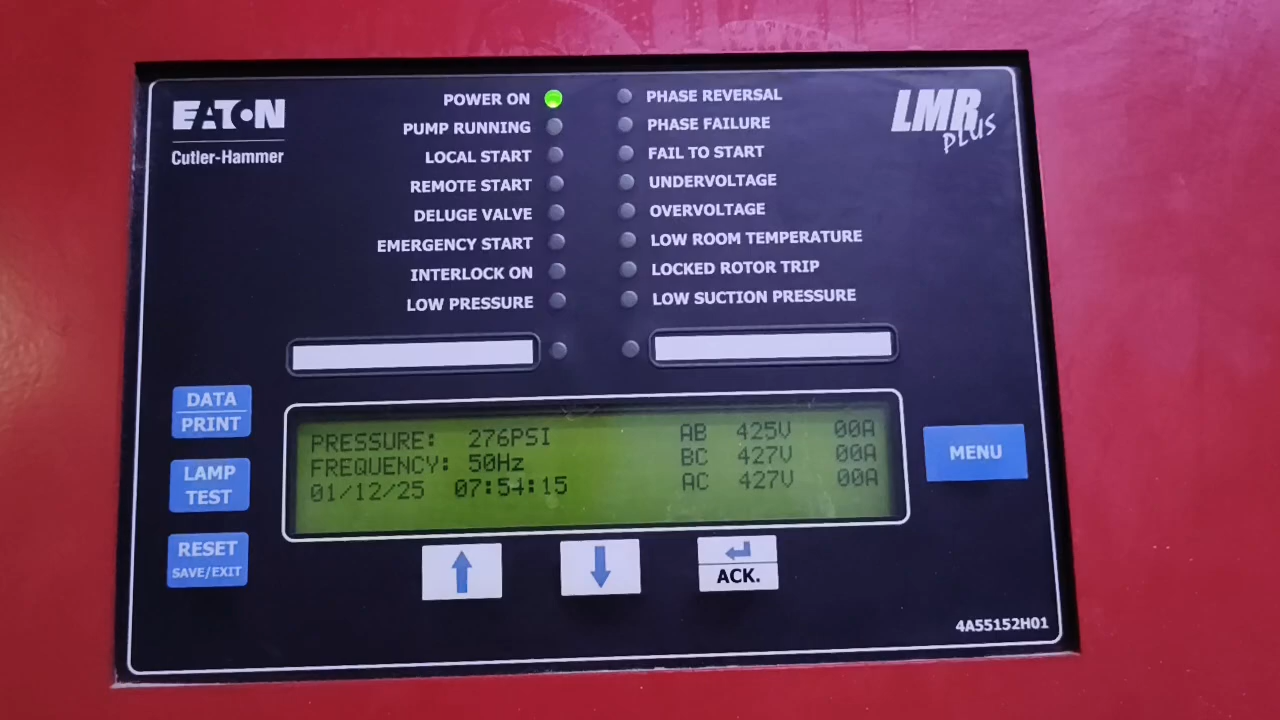 EATON
Cutler-Hammer
LMR
PLUS
POWER ON
PUMP RUNNING
LOCAL START
REMOTE START
DELUGE VALVE
EMERGENCY START
INTERLOCK ON
LOW PRESSURE
PHASE REVERSAL
PHASE FAILURE
FAIL TO START
UNDERVOLTAGE
OVERVOLTAGE
LOW ROOM TEMPERATURE
LOCKED ROTOR TRIP
LOW SUCTION PRESSURE
DATA
PRINT
LAMP
TEST
RESET
SAVE/EXIT
PRESSURE: 276PSI AB 425V 00A
FREQUENCY: 50Hz BC 427V 00A
01/12/25 07:54:15 AC 427V 00A
MENU
ACK.
4A55152H01